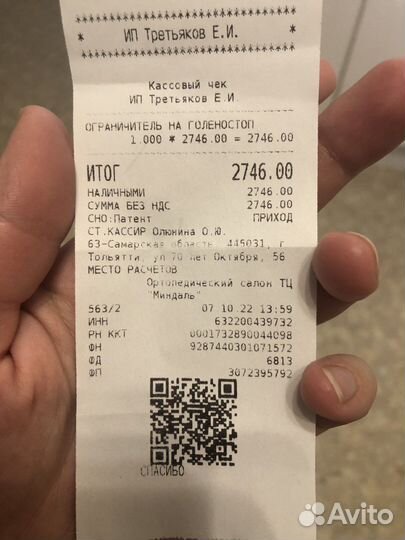 ********************
* ИП Третьяков Е.И. *
********************
Кассовый чек
ИП Третьяков Е.И
ОГРАНИЧИТЕЛЬ НА ГОЛЕНОСТОП
1.000 * 2746.00 = 2746.00
ИТОГ 2746.00
НАЛИЧНЫМИ 2746.00
СУММА БЕЗ НДС 2746.00
СНО:Патент ПРИХОД
СТ.КАССИР Олюнина О.Ю.
63-Самарская область, 445031, г
Тольятти, ул 70 лет Октября, 56
МЕСТО РАСЧЕТОВ
Ортопедический салон ТЦ
"Миндаль"
563/2 07.10.22 13:59
ИНН 632200439732
РН ККТ 0001732890044098
ФН 9287440301071572
ФД 6813
ФП 3072395792
СПАСИБО
Avito